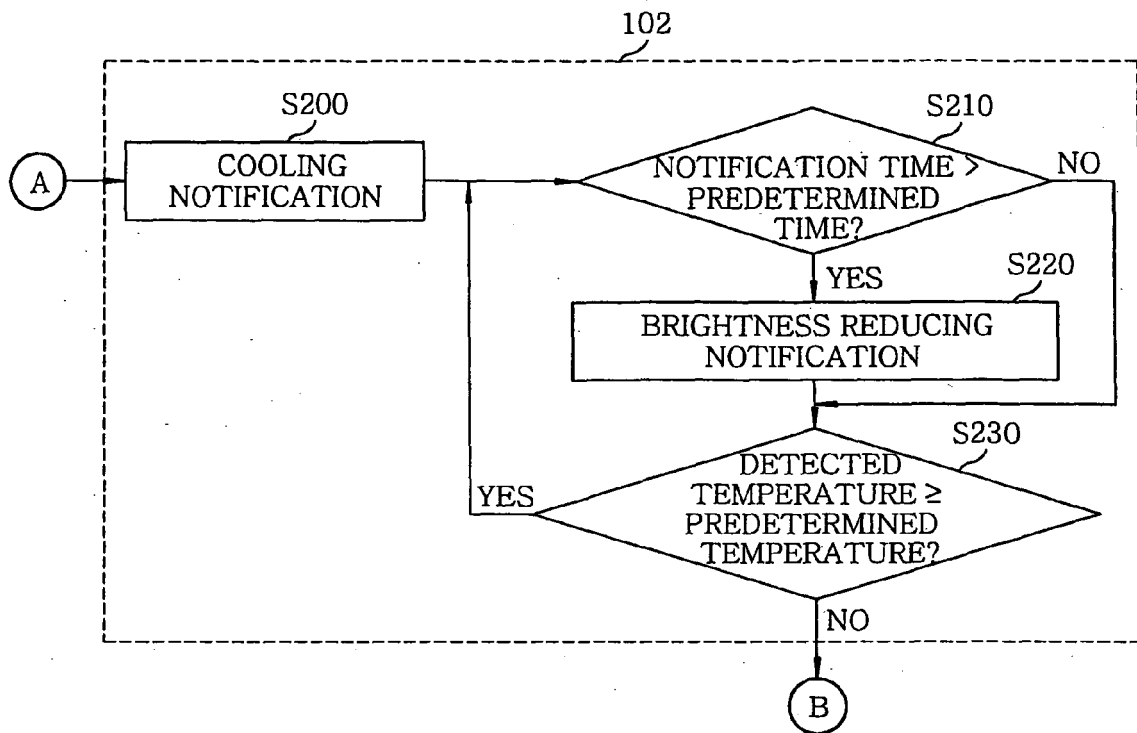 102
S200
COOLING
NOTIFICATION
A
S210
NOTIFICATION TIME >
PREDETERMINED
TIME?
NO
YES
S220
BRIGHTNESS REDUCING
NOTIFICATION
S230
DETECTED
TEMPERATURE ≥
PREDETERMINED
TEMPERATURE?
YES
NO
B